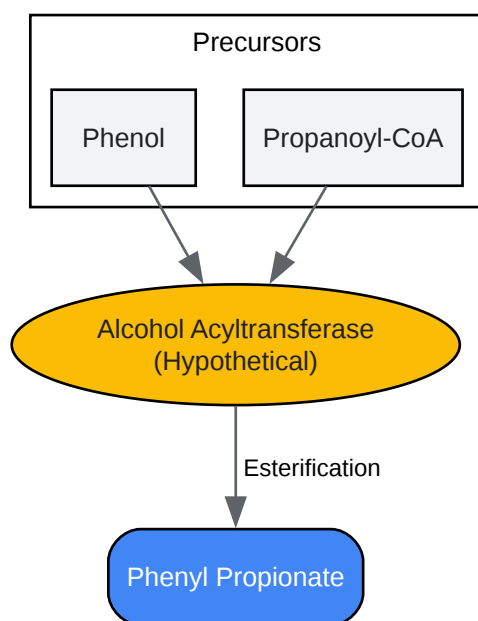 Precursors
Phenol
Propanoyl-CoA
Alcohol Acyltransferase
(Hypothetical)
Esterification
Phenyl Propionate